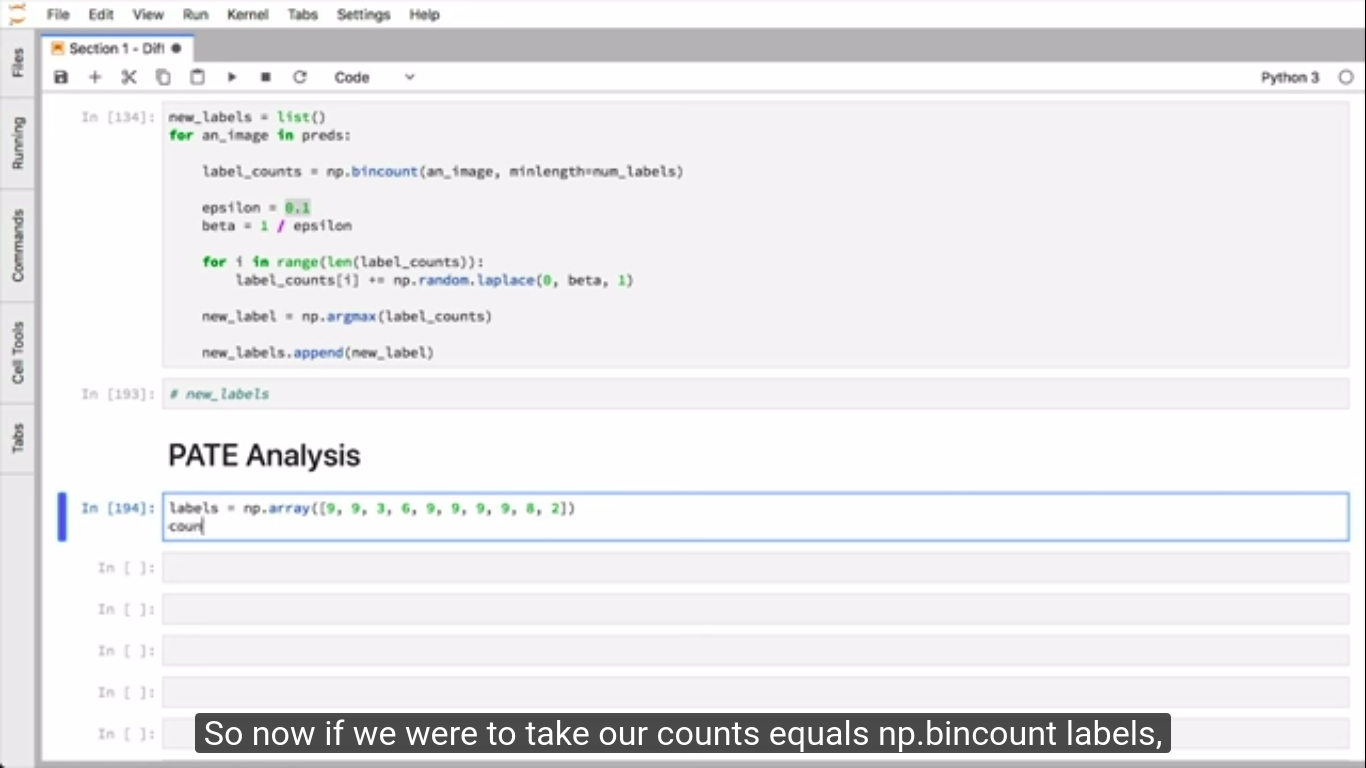 File Edit View Run Kernel Tabs Settings Help
Section 1 - Dif!
Code
Python 3
Files
Running
Commands
Cell Tools
Tabs
In [134]:
new_labels = list()
for an_image in preds:
label_counts = np.bincount(an_image, minlength=num_labels)
epsilon = 0.1
beta = 1 / epsilon
for i in range(len(label_counts)):
label_counts[i] += np.random.laplace(0, beta, 1)
new_label = np.argmax(label_counts)
new_labels.append(new_label)
In [193]: # new_labels
PATE Analysis
In [194]: labels = np.array([9, 9, 3, 6, 9, 9, 9, 9, 8, 2])
coun
In [ ]:
In [ ]:
In [ ]:
In [ ]:
In [ ]:
So now if we were to take our counts equals np.bincount labels,